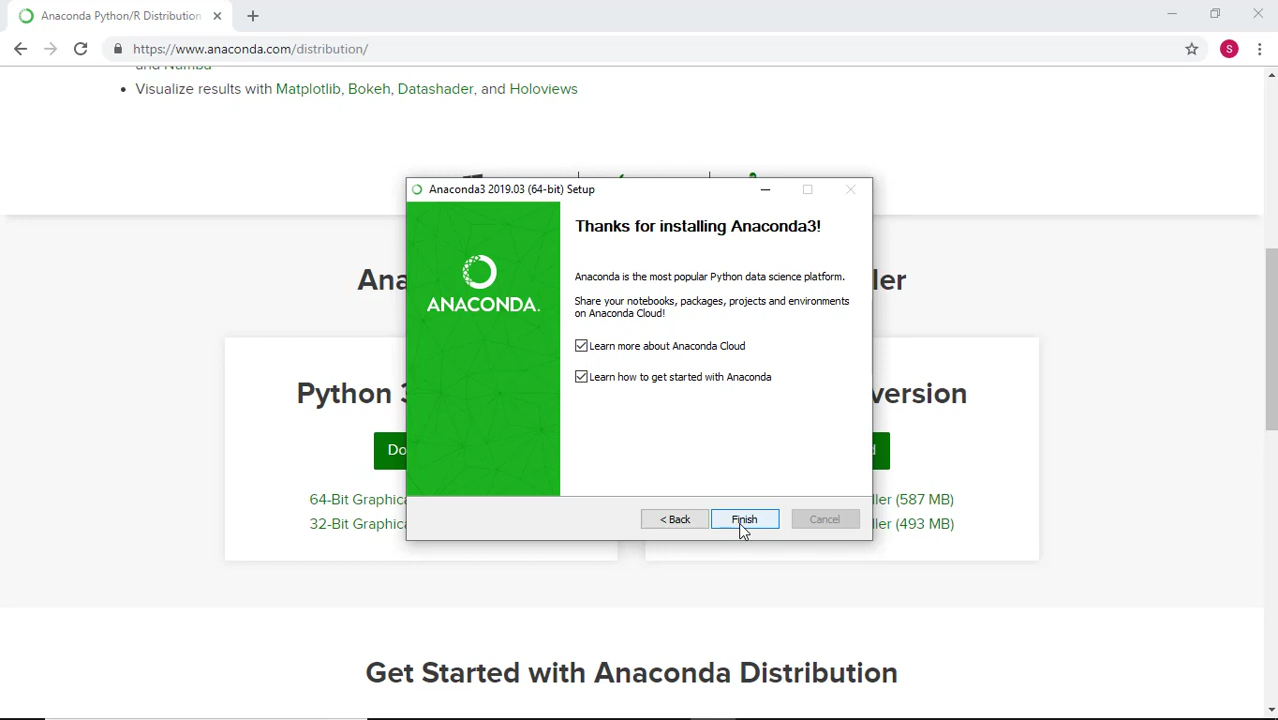 Anaconda Python/R Distribution
https://www.anaconda.com/distribution/
S
and Numba
• Visualize results with Matplotlib, Bokeh, Datashader, and Holoviews
Anaconda3 2019.03 (64-bit) Setup
ANACONDA.
Thanks for installing Anaconda3!
Anaconda is the most popular Python data science platform.
Share your notebooks, packages, projects and environments
on Anaconda Cloud!
Learn more about Anaconda Cloud
Learn how to get started with Anaconda
< Back
Finish
Cancel
Ana
ler
Python 3
version
Do
d
64-Bit Graphica
ller (587 MB)
32-Bit Graphica
ller (493 MB)
Get Started with Anaconda Distribution